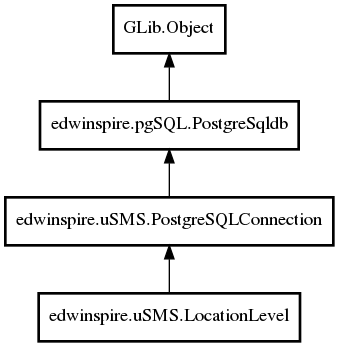 GLib.Object
edwinspire.pgSQL.PostgreSqldb
edwinspire.uSMS.PostgreSQLConnection
edwinspire.uSMS.LocationLevel